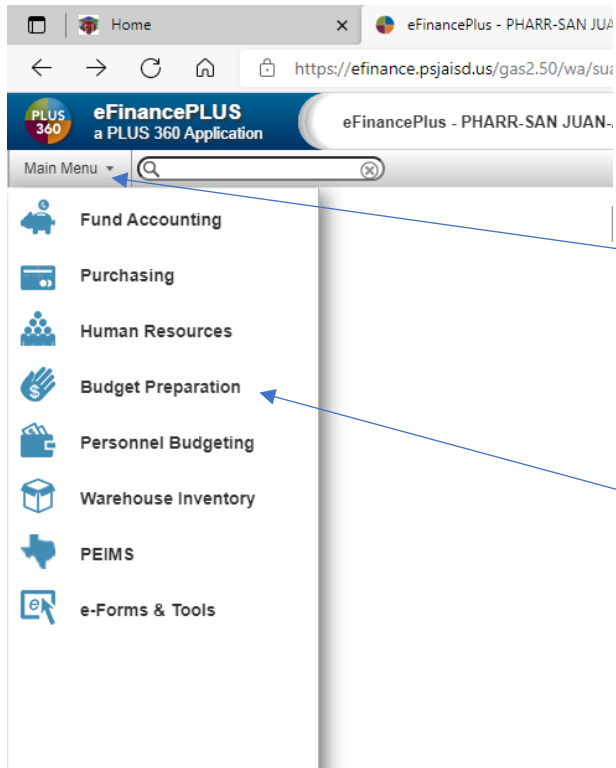 Home
eFinancePlus - PHARR-SAN JUA
https://efinance.psjaisd.us/gas2.50/wa/sua
PLUS 360
eFinancePLUS
a PLUS 360 Application
eFinancePlus - PHARR-SAN JUAN-
Main Menu
Fund Accounting
Purchasing
Human Resources
Budget Preparation
Personnel Budgeting
Warehouse Inventory
PEIMS
e-Forms & Tools